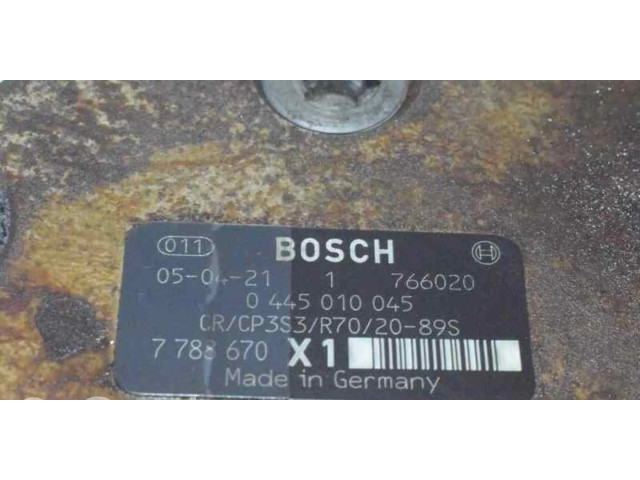 011 BOSCH
05-04-21 1 766020
0 445 010 045
CR/CP3S3/R70/20-89S
7 788 670 X1
Made in Germany